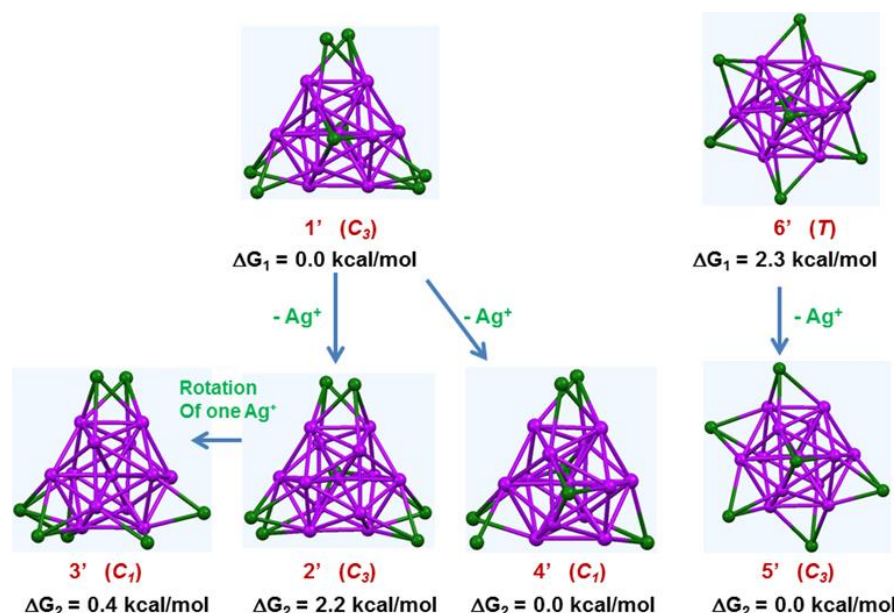 1’ (C3)
6’ (T)
ΔG1 = 0.0 kcal/mol
ΔG1 = 2.3 kcal/mol
- Ag+
- Ag+
- Ag+
Rotation
Of one Ag+
3’ (C1)
2’ (C3)
4’ (C1)
5’ (C3)
ΔG2 = 0.4 kcal/mol
ΔG2 = 2.2 kcal/mol
ΔG2 = 0.0 kcal/mol
ΔG2 = 0.0 kcal/mol